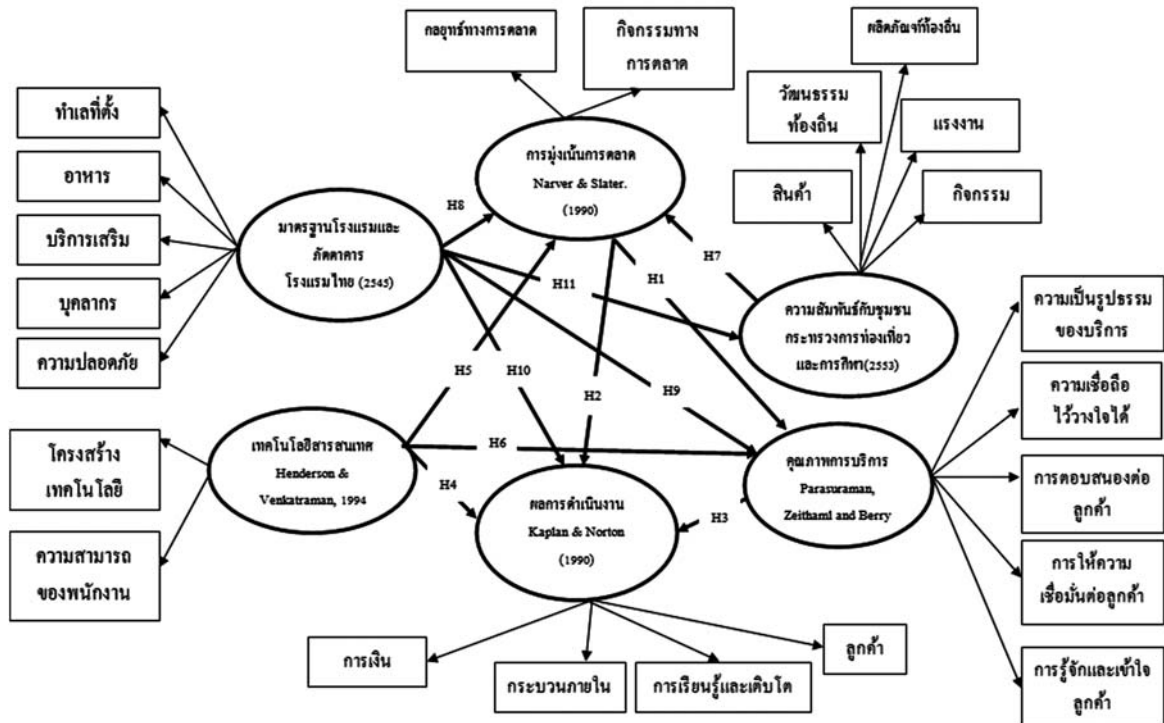 กลยุทธ์ทางการตลาด
กิจกรรมทาง
การตลาด
ผลิตภัณฑ์ท้องถิ่น
วัฒนธรรม
ท้องถิ่น
แรงงาน
สินค้า
กิจกรรม
ทำเลที่ตั้ง
อาหาร
บริการเสริม
บุคลากร
ความปลอดภัย
มาตรฐานโรงแรมและ
ภัตตาคาร
โรงแรมไทย (2545)
การมุ่งเน้นการตลาด
Narver & Slater.
(1990)
ความสัมพันธ์กับชุมชน
กระทรวงการท่องเที่ยว
และการกีฬา(2553)
H8
H7
H1
H11
H5
H10
H2
H9
H6
H4
H3
โครงสร้าง
เทคโนโลยี
ความสามารถ
ของพนักงาน
เทคโนโลยีสารสนเทศ
Henderson &
Venkatraman, 1994
ผลการดำเนินงาน
Kaplan & Norton
(1990)
คุณภาพการบริการ
Parasuraman,
Zeithaml and Berry
ความเป็นรูปธรรม
ของบริการ
ความเชื่อถือ
ไว้วางใจได้
การตอบสนองต่อ
ลูกค้า
การให้ความ
เชื่อมั่นต่อลูกค้า
การรู้จักและเข้าใจ
ลูกค้า
การเงิน
กระบวนภายใน
การเรียนรู้และเติบโต
ลูกค้า